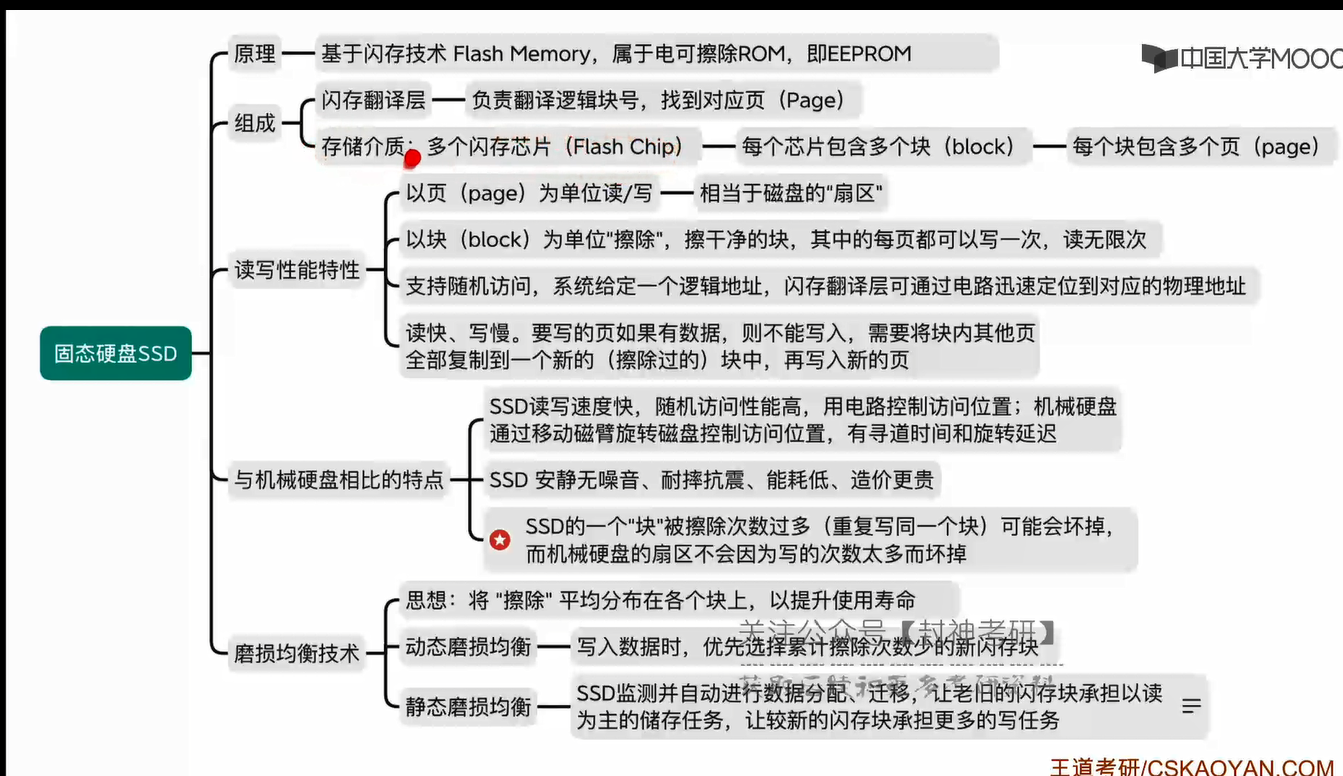 原理
基于闪存技术 Flash Memory，属于电可擦除ROM，即EEPROM
中国大学MOOC
组成
闪存翻译层
负责翻译逻辑块号，找到对应页（Page）
存储介质：多个闪存芯片（Flash Chip）
每个芯片包含多个块（block）
每个块包含多个页（page）
读写性能特性
以页（page）为单位读/写
相当于磁盘的"扇区"
以块（block）为单位"擦除"，擦干净的块，其中的每页都可以写一次，读无限次
支持随机访问，系统给定一个逻辑地址，闪存翻译层可通过电路迅速定位到对应的物理地址
读快、写慢。要写的页如果有数据，则不能写入，需要将块内其他页
全部复制到一个新的（擦除过的）块中，再写入新的页
固态硬盘SSD
与机械硬盘相比的特点
SSD读写速度快，随机访问性能高，用电路控制访问位置；机械硬盘
通过移动磁臂旋转磁盘控制访问位置，有寻道时间和旋转延迟
SSD 安静无噪音、耐摔抗震、能耗低、造价更贵
SSD的一个"块"被擦除次数过多（重复写同一个块）可能会坏掉，
而机械硬盘的扇区不会因为写的次数太多而坏掉
磨损均衡技术
思想：将 "擦除" 平均分布在各个块上，以提升使用寿命
关注公众号【封神考研】
动态磨损均衡
写入数据时，优先选择累计擦除次数少的新闪存块
静态磨损均衡
SSD监测并自动进行数据分配、迁移，让老旧的闪存块承担以读
为主的储存任务，让较新的闪存块承担更多的写任务
王道考研/CSKAOYAN.COM